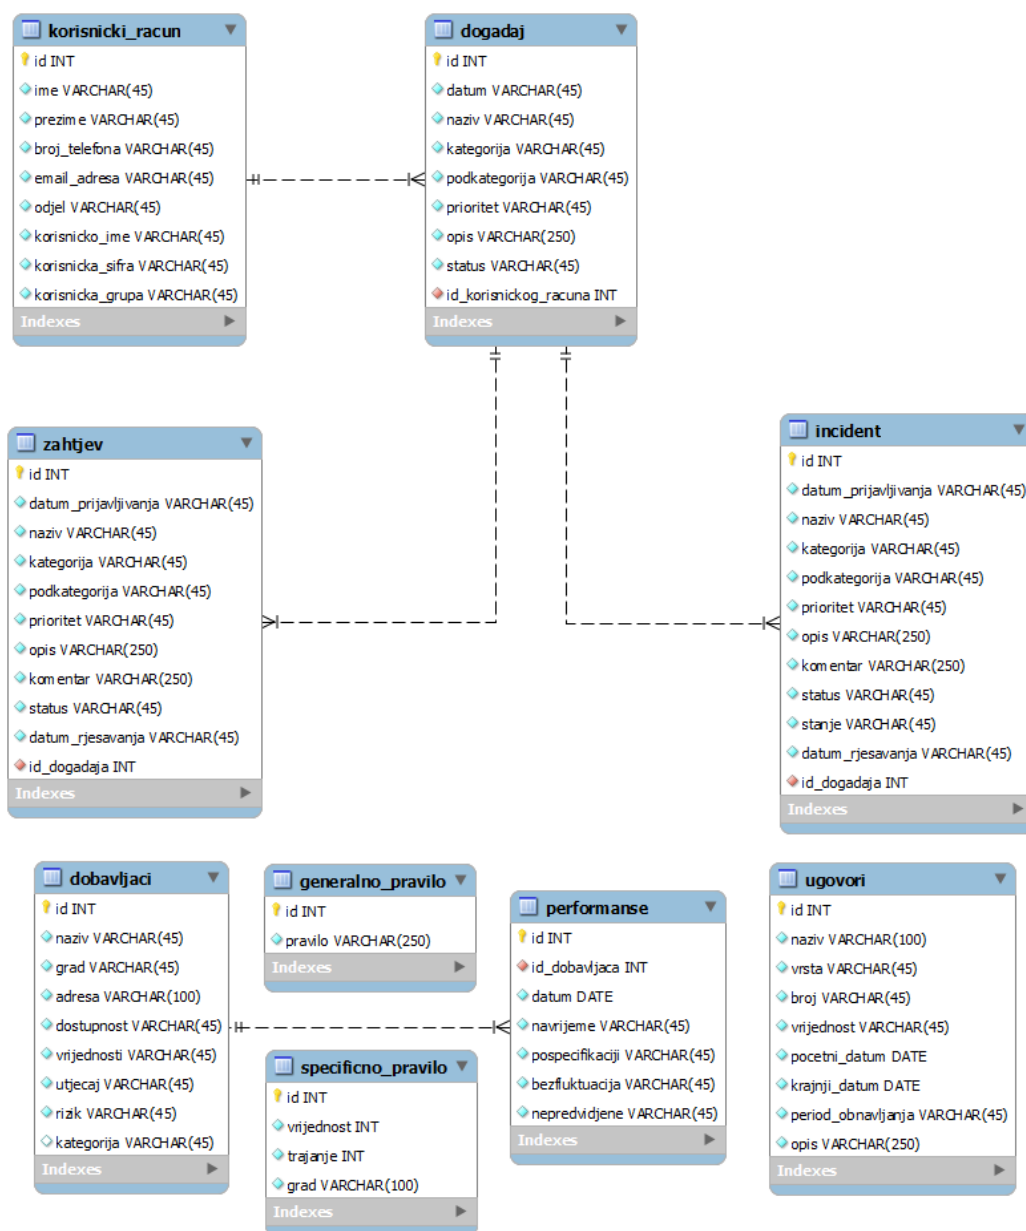 korisnicki_racun
id INT
ime VARCHAR(45)
prezime VARCHAR(45)
broj_telefona VARCHAR(45)
email_adresa VARCHAR(45)
odjel VARCHAR(45)
korisnicko_ime VARCHAR(45)
korisnicka_sifra VARCHAR(45)
korisnicka_grupa VARCHAR(45)
Indexes
dogadaj
id INT
datum VARCHAR(45)
naziv VARCHAR(45)
kategorija VARCHAR(45)
podkategorija VARCHAR(45)
prioritet VARCHAR(45)
opis VARCHAR(250)
status VARCHAR(45)
id_korisnickog_racuna INT
Indexes
zahtjev
id INT
datum_prijavljivanja VARCHAR(45)
naziv VARCHAR(45)
kategorija VARCHAR(45)
podkategorija VARCHAR(45)
prioritet VARCHAR(45)
opis VARCHAR(250)
komentar VARCHAR(250)
status VARCHAR(45)
datum_rjesavanja VARCHAR(45)
id_dogadaja INT
Indexes
incident
id INT
datum_prijavljivanja VARCHAR(45)
naziv VARCHAR(45)
kategorija VARCHAR(45)
podkategorija VARCHAR(45)
prioritet VARCHAR(45)
opis VARCHAR(250)
komentar VARCHAR(250)
status VARCHAR(45)
stanje VARCHAR(45)
datum_rjesavanja VARCHAR(45)
id_dogadaja INT
Indexes
dobavljaci
id INT
naziv VARCHAR(45)
grad VARCHAR(45)
adresa VARCHAR(100)
dostupnost VARCHAR(45)
vrijednosti VARCHAR(45)
utjecaj VARCHAR(45)
rizik VARCHAR(45)
kategorija VARCHAR(45)
Indexes
generalno_pravilo
id INT
pravilo VARCHAR(250)
Indexes
specificno_pravilo
id INT
vrijednost INT
trajanje INT
grad VARCHAR(100)
Indexes
performanse
id INT
id_dobavljaca INT
datum DATE
navrijeme VARCHAR(45)
pospecifikaciji VARCHAR(45)
bezfluktuacija VARCHAR(45)
nepredvidjene VARCHAR(45)
Indexes
ugovori
id INT
naziv VARCHAR(100)
vrsta VARCHAR(45)
broj VARCHAR(45)
vrijednost VARCHAR(45)
pocetni_datum DATE
krajnji_datum DATE
period_obnavljanja VARCHAR(45)
opis VARCHAR(250)
Indexes